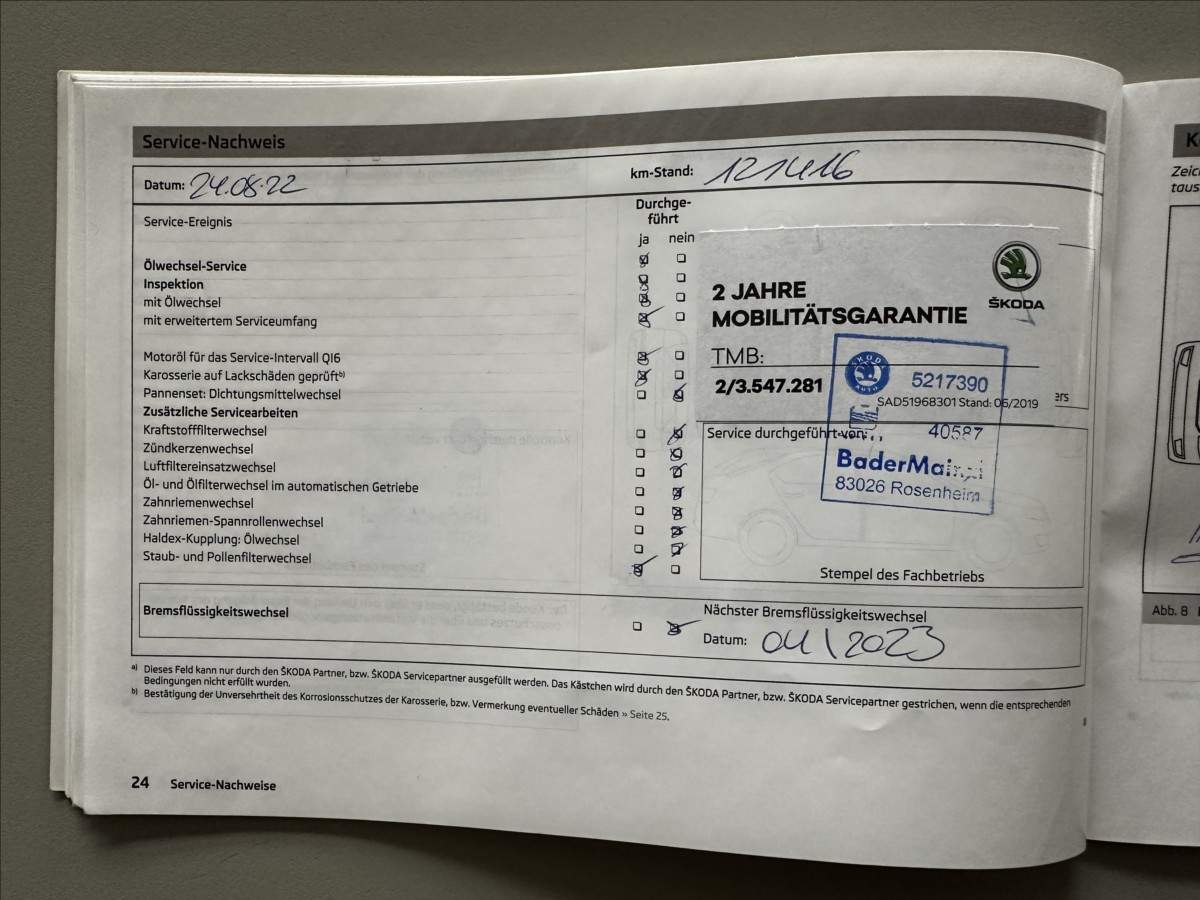 Service-Nachweis
Datum: 24.08.22
km-Stand: 121416
Service-Ereignis
Durchge-
führt
ja nein
Ölwechsel-Service
Inspektion
mit Ölwechsel
mit erweitertem Serviceumfang
Motoröl für das Service-Intervall QI6
Karosserie auf Lackschäden geprüft b)
Pannenset: Dichtungsmittelwechsel
Zusätzliche Servicearbeiten
Kraftstofffilterwechsel
Zündkerzenwechsel
Luftfiltereinsatzwechsel
Öl- und Ölfilterwechsel im automatischen Getriebe
Zahnriemenwechsel
Zahnriemen-Spannrollenwechsel
Haldex-Kupplung: Ölwechsel
Staub- und Pollenfilterwechsel
ŠKODA
2 JAHRE
MOBILITÄTSGARANTIE
TMB:
2/3.547.281
SKODA
AUTO
5217390
SAD51968301 Stand: 06/2019
ers
Service durchgeführt von:
40587
BaderMainzl
83026 Rosenheim
Stempel des Fachbetriebs
Bremsflüssigkeitswechsel
Nächster Bremsflüssigkeitswechsel
Datum: 04/2023
a) Dieses Feld kann nur durch den ŠKODA Partner, bzw. ŠKODA Servicepartner ausgefüllt werden. Das Kästchen wird durch den ŠKODA Partner, bzw. ŠKODA Servicepartner gestrichen, wenn die entsprechenden
Bedingungen nicht erfüllt wurden.
b) Bestätigung der Unversehrtheit des Korrosionsschutzes der Karosserie, bzw. Vermerkung eventueller Schäden » Seite 25.
24 Service-Nachweise
K
Zeic
taus
Abb. 8